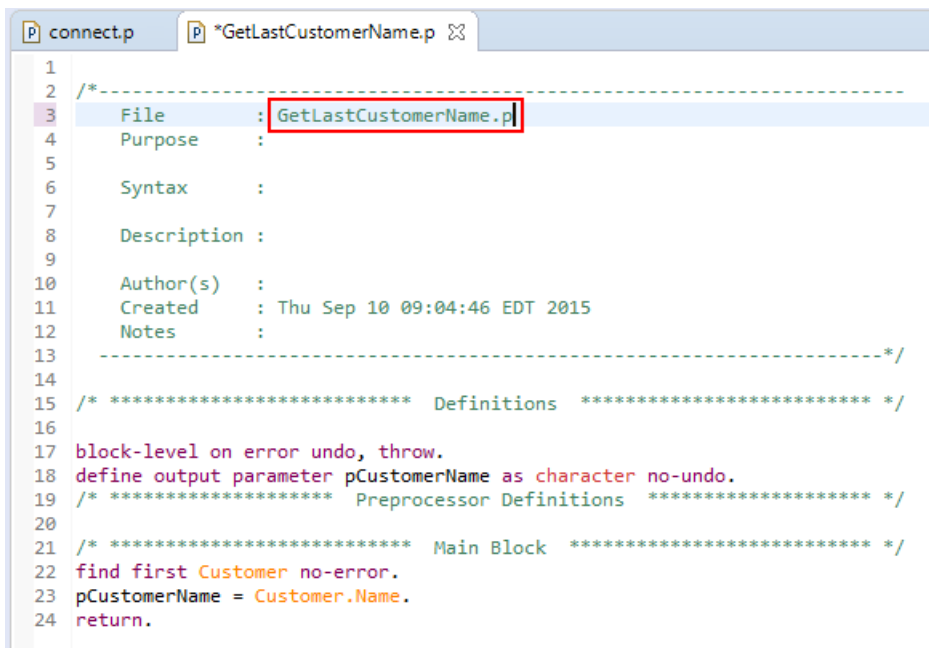 connect.p *GetLastCustomerName.p
1
2 /*------------------------------------------------------------------------
3 File : GetLastCustomerName.p
4 Purpose :
5
6 Syntax :
7
8 Description :
9
10 Author(s) :
11 Created : Thu Sep 10 09:04:46 EDT 2015
12 Notes :
13 ----------------------------------------------------------------------*/
14
15 /* *************************** Definitions ************************** */
16
17 block-level on error undo, throw.
18 define output parameter pCustomerName as character no-undo.
19 /* ******************** Preprocessor Definitions ******************** */
20
21 /* *************************** Main Block *************************** */
22 find first Customer no-error.
23 pCustomerName = Customer.Name.
24 return.